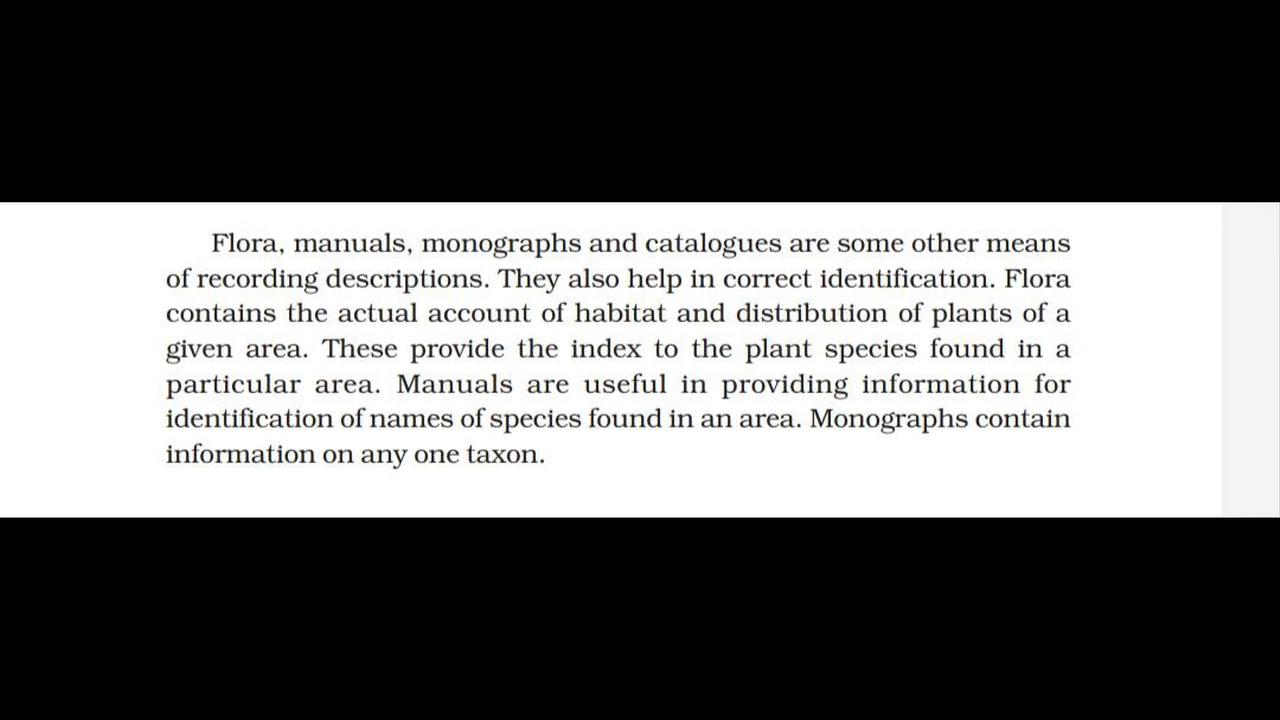 Flora, manuals, monographs and catalogues are some other means
of recording descriptions. They also help in correct identification. Flora
contains the actual account of habitat and distribution of plants of a
given area. These provide the index to the plant species found in a
particular area. Manuals are useful in providing information for
identification of names of species found in an area. Monographs contain
information on any one taxon.